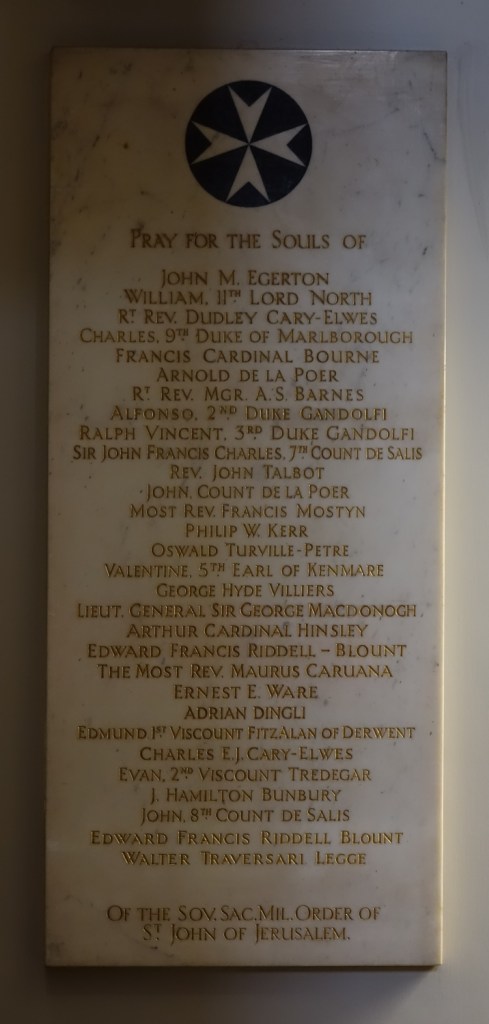 PRAY FOR THE SOULS OF
JOHN M. EGERTON
WILLIAM, 11TH LORD NORTH
RT REV. DUDLEY CARY-ELWES
CHARLES, 9TH DUKE OF MARLBOROUGH
FRANCIS CARDINAL BOURNE
ARNOLD DE LA POER
RT REV. MGR. A.S. BARNES
ALFONSO, 2ND DUKE GANDOLFI
RALPH VINCENT, 3RD DUKE GANDOLFI
SIR JOHN FRANCIS CHARLES, 7TH COUNT DE SALIS
REV. JOHN TALBOT
JOHN, COUNT DE LA POER
MOST REV. FRANCIS MOSTYN
PHILIP W. KERR
OSWALD TURVILLE-PETRE
VALENTINE, 5TH EARL OF KENMARE
GEORGE HYDE VILLIERS
LIEUT. GENERAL SIR GEORGE MACDONOGH
ARTHUR CARDINAL HINSLEY
EDWARD FRANCIS RIDDELL – BLOUNT
THE MOST REV. MAURUS CARUANA
ERNEST E. WARE
ADRIAN DINGLI
EDMUND 1ST VISCOUNT FITZALAN OF DERWENT
CHARLES E.J. CARY-ELWES
EVAN, 2ND VISCOUNT TREDEGAR
J. HAMILTON BUNBURY
JOHN, 8TH COUNT DE SALIS
EDWARD FRANCIS RIDDELL BLOUNT
WALTER TRAVERSARI LEGGE
OF THE SOV. SAC. MIL. ORDER OF
ST JOHN OF JERUSALEM.